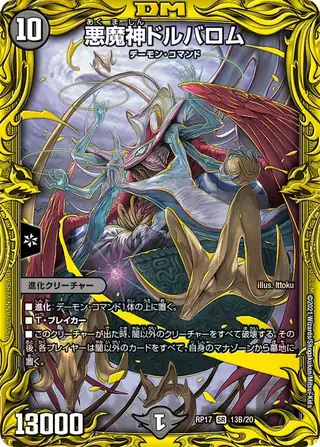 DM
10
あくましん
悪魔神ドルバロム
デーモン・コマンド
進化クリーチャー
illus. Ittoku
進化：デーモン・コマンド1体の上に置く。
T・ブレイカー
このクリーチャーが出た時、闇以外のクリーチャーをすべて破壊する。その
後、各プレイヤーは闇以外のカードをすべて、自身のマナゾーンから墓地に
置く。
13000
1
RP17 SR 13B/20